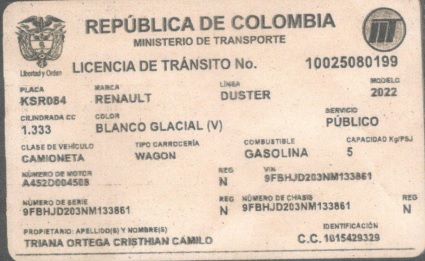 REPÚBLICA DE COLOMBIA
MINISTERIO DE TRANSPORTE
Libertad y Orden
LICENCIA DE TRÁNSITO No. 10025080199
PLACA MARCA LÍNEA MODELO
KSR084 RENAULT DUSTER 2022
CILINDRADA CC COLOR SERVICIO
1.333 BLANCO GLACIAL (V) PÚBLICO
CLASE DE VEHÍCULO TIPO CARROCERÍA COMBUSTIBLE CAPACIDAD Kg/PSJ
CAMIONETA WAGON GASOLINA 5
NÚMERO DE MOTOR REG VIN
A452D004568 N 9FBHJD203NM133861
NÚMERO DE SERIE REG NÚMERO DE CHASIS REG
9FBHJD203NM133861 N 9FBHJD203NM133861 N
PROPIETARIO: APELLIDO(S) Y NOMBRE(S) IDENTIFICACIÓN
TRIANA ORTEGA CRISTHIAN CAMILO C.C. 1015429329